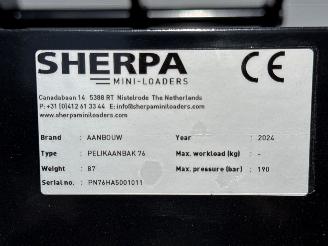 SHERPA
MINI-LOADERS
CE
Canadabaan 14 5388 RT Nistelrode The Netherlands
P: +31 (0)412 61 33 44 E: info@sherpaminiloaders.com
www.sherpaminiloaders.com
Brand : AANBOUW Year : 2024
Type : PELIKAANBAK 76 Max. workload (kg) : -
Weight : 87 Max. pressure (bar) : 190
Serial no. : PN76HAS001011